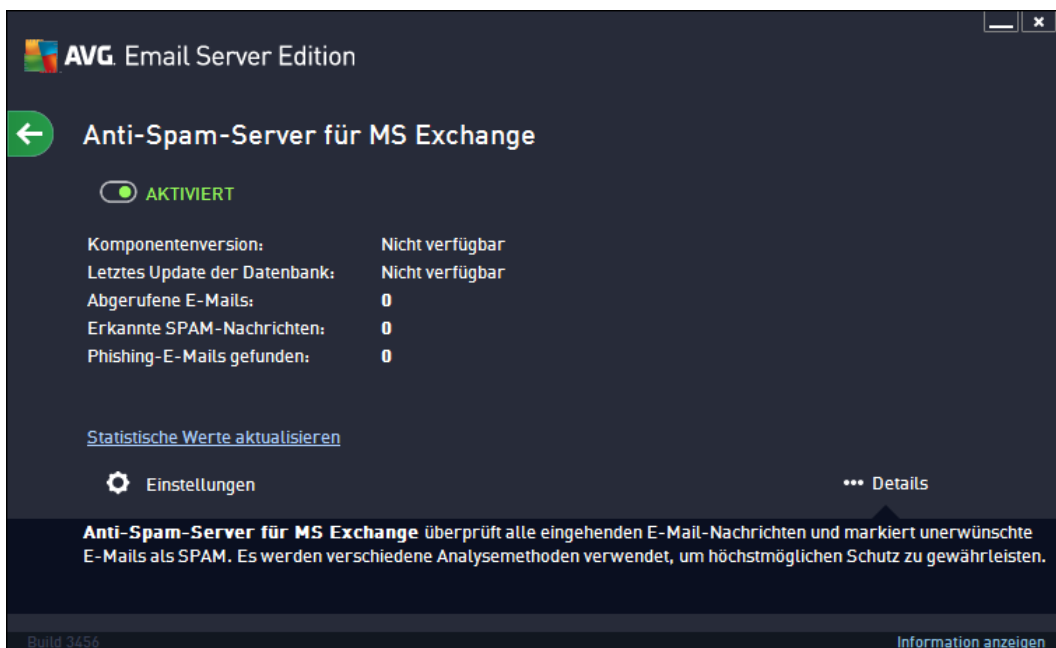 AVG. Email Server Edition
Anti-Spam-Server für MS Exchange
AKTIVIERT
Komponentenversion: Nicht verfügbar
Letztes Update der Datenbank: Nicht verfügbar
Abgerufene E-Mails: 0
Erkannte SPAM-Nachrichten: 0
Phishing-E-Mails gefunden: 0
Statistische Werte aktualisieren
Einstellungen
••• Details
Anti-Spam-Server für MS Exchange überprüft alle eingehenden E-Mail-Nachrichten und markiert unerwünschte
E-Mails als SPAM. Es werden verschiedene Analysemethoden verwendet, um höchstmöglichen Schutz zu gewährleisten.
Build 3456
Information anzeigen